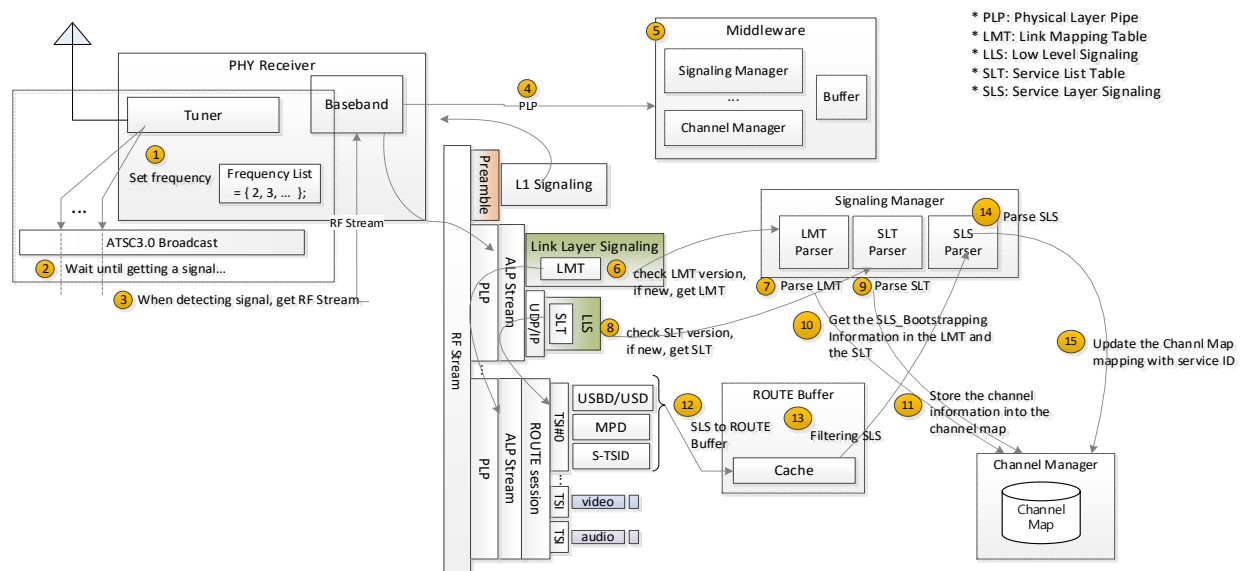 * PLP: Physical Layer Pipe
* LMT: Link Mapping Table
* LLS: Low Level Signaling
* SLT: Service List Table
* SLS: Service Layer Signaling
PHY Receiver
Tuner
Baseband
1
Set frequency
Frequency List
= { 2, 3, ... };
...
ATSC3.0 Broadcast
2 Wait until getting a signal...
3 When detecting signal, get RF Stream
RF Stream
4
PLP
5
Middleware
Signaling Manager
...
Channel Manager
Buffer
RF Stream
Preamble
L1 Signaling
PLP
ALP Stream
Link Layer Signaling
LMT
6
check LMT version,
if new, get LMT
UDP/IP
SLT
LLS
8
check SLT version,
if new, get SLT
...
PLP
ALP Stream
ROUTE session
TSI#0
USBD/USD
MPD
S-TSID
...
TSI
video
TSI
audio
12
SLS to ROUTE
Buffer
ROUTE Buffer
13
Filtering SLS
Cache
Signaling Manager
LMT
Parser
SLT
Parser
SLS
Parser
14
Parse SLS
7 Parse LMT
9 Parse SLT
10
Get the SLS_Bootstrapping
Information in the LMT and
the SLT
11
Store the channel
information into the
channel map
15
Update the Channl Map
mapping with service ID
Channel Manager
Channel
Map